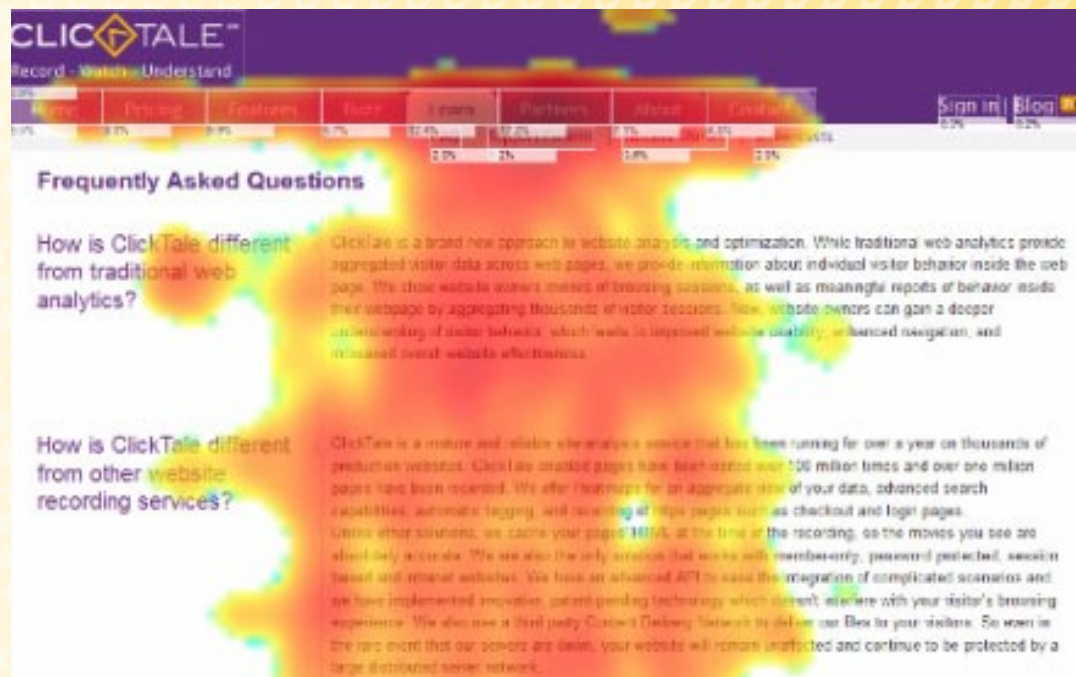 CLICKTALE™
Record - Watch - Understand
Home Pricing Features Learn Partners About Contact
Sign in | Blog
0.2% 0.2%
2.0% 2% 2.0%
Frequently Asked Questions
How is ClickTale different
from traditional web
analytics?
ClickTale is a brand new approach to website analysis and optimization. While traditional web analytics provide
aggregated visitor data across web pages, we provide information about individual visitor behavior inside the web
page. We show website owners movies of browsing sessions, as well as meaningful reports of behavior inside
their webpage by aggregating thousands of visitor sessions. Now, website owners can gain a deeper
understanding of visitor behavior, which leads to improved website usability, enhanced navigation, and
increased overall website effectiveness.
How is ClickTale different
from other website
recording services?
ClickTale is a mature and reliable site analysis service that has been running for over a year on thousands of
production websites. ClickTale enabled pages have been visited over 100 million times and over one million
pages have been recorded. We offer Heatmaps for an aggregate view of your data, advanced search
capabilities, automatic tagging, and recording of https pages such as checkout and login pages.
Unlike other solutions, we cache your pages' HTML at the time of the recording, so the movies you see are
absolutely accurate. We are also the only solution that works with member-only, password protected, session
based and intranet websites. We have an advanced API to ease the integration of complicated scenarios and
we have implemented innovative, patent-pending technology which doesn't interfere with your visitor's browsing
experience. We also use a third party Content Delivery Network to deliver our files to your visitors. So even in
the rare event that our servers are down, your website will remain unaffected and continue to be protected by a
large distributed server network.